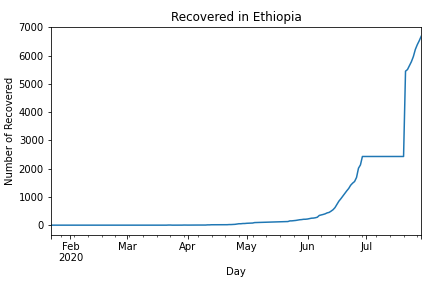 Recovered in Ethiopia
7000
6000
5000
4000
3000
2000
1000
0
Number of Recovered
Feb
2020
Mar
Apr
May
Jun
Jul
Day